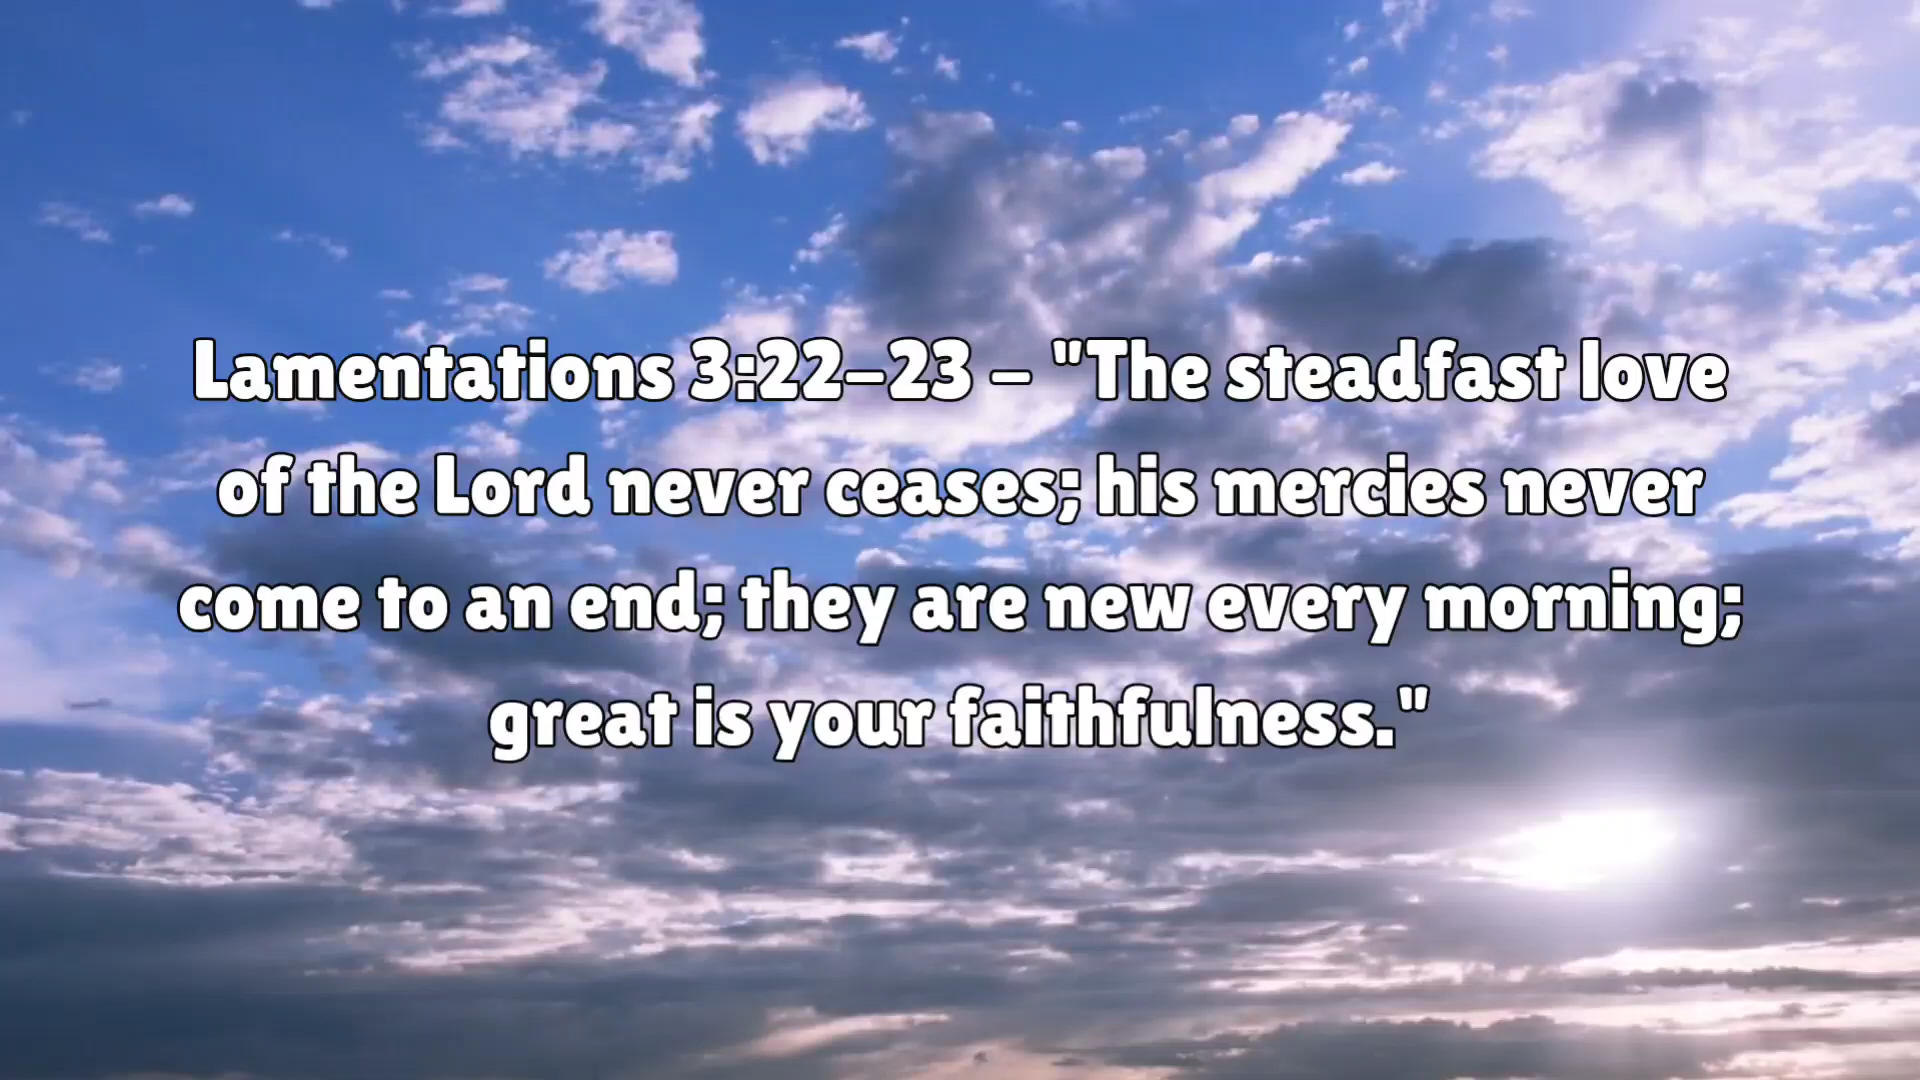 Lamentations 3:22–23 – "The steadfast love
of the Lord never ceases; his mercies never
come to an end; they are new every morning;
great is your faithfulness."